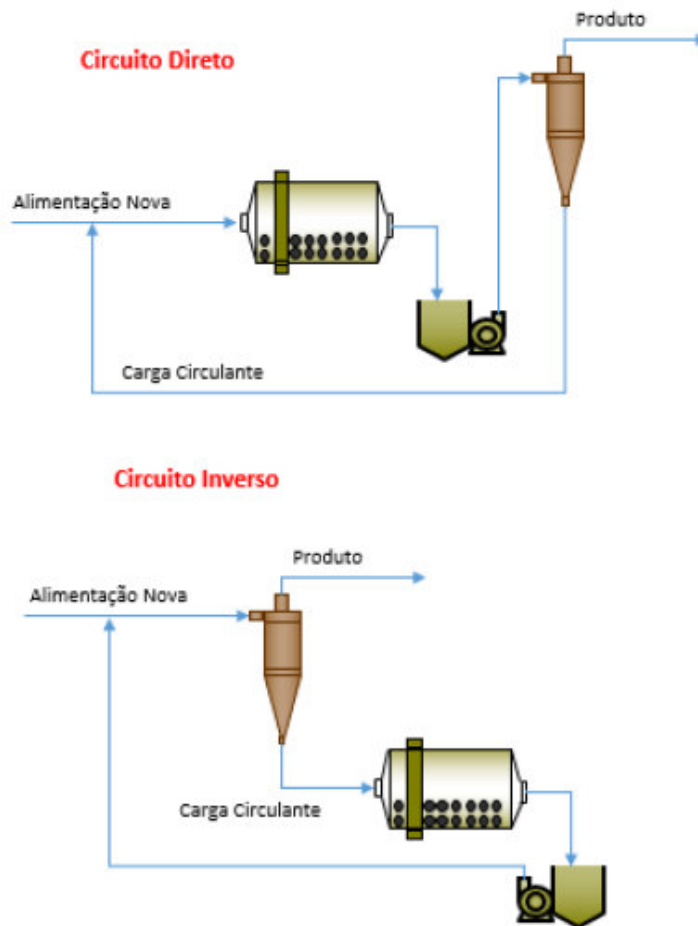 Produto
Circuito Direto
Alimentação Nova
Carga Circulante
Circuito Inverso
Produto
Alimentação Nova
Carga Circulante